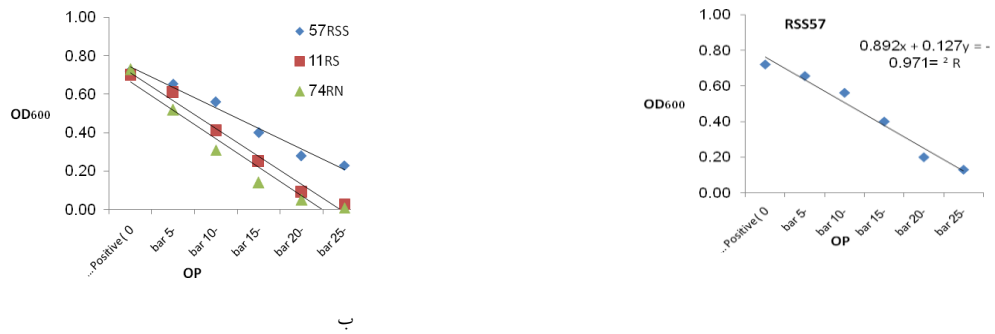 1.00
0.80
0.60
0.40
0.20
0.00
OD600
57RSS
11RS
74RN
...Positive ( 0
bar 5-
bar 10-
bar 15-
bar 20-
bar 25-
OP
ب
1.00
0.80
0.60
0.40
0.20
0.00
OD600
RSS57
0.892x + 0.127y = -
0.971= ² R
...Positive ( 0
bar 5-
bar 10-
bar 15-
bar 20-
bar 25-
OP